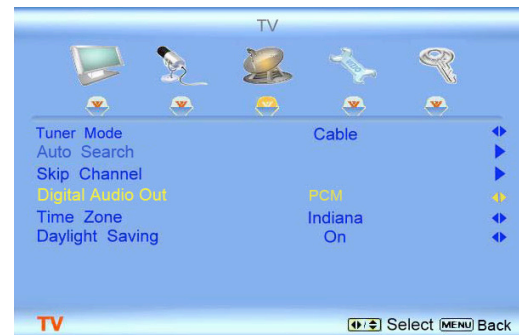 TV
Tuner Mode Cable
Auto Search
Skip Channel
Digital Audio Out PCM
Time Zone Indiana
Daylight Saving On
TV Select MENU Back